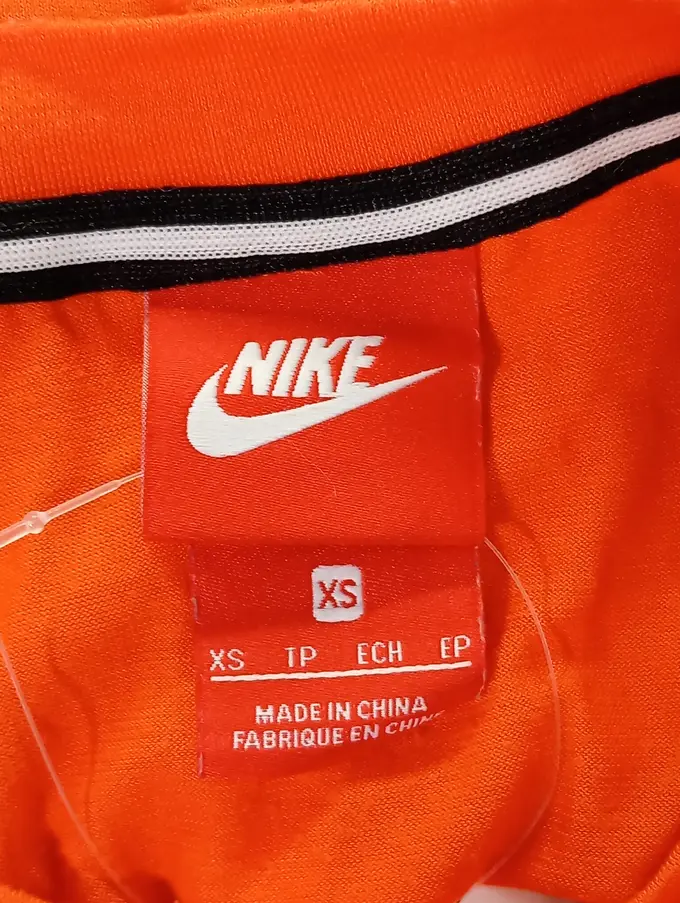 NIKE
XS
XS TP ECH EP
MADE IN CHINA
FABRIQUE EN CHINE